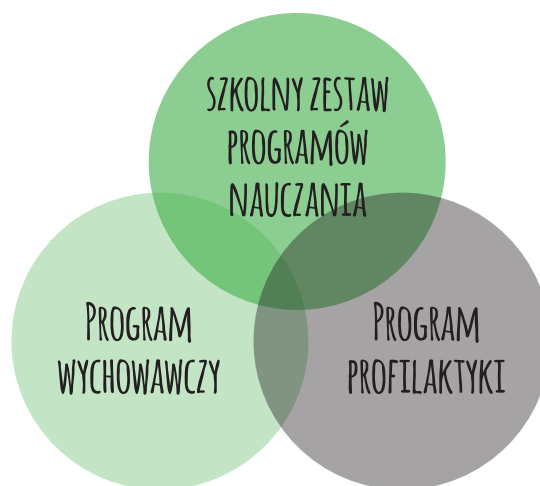 SZKOLNY ZESTAW
PROGRAMÓW
NAUCZANIA
PROGRAM
WYCHOWAWCZY
PROGRAM
PROFILAKTYKI